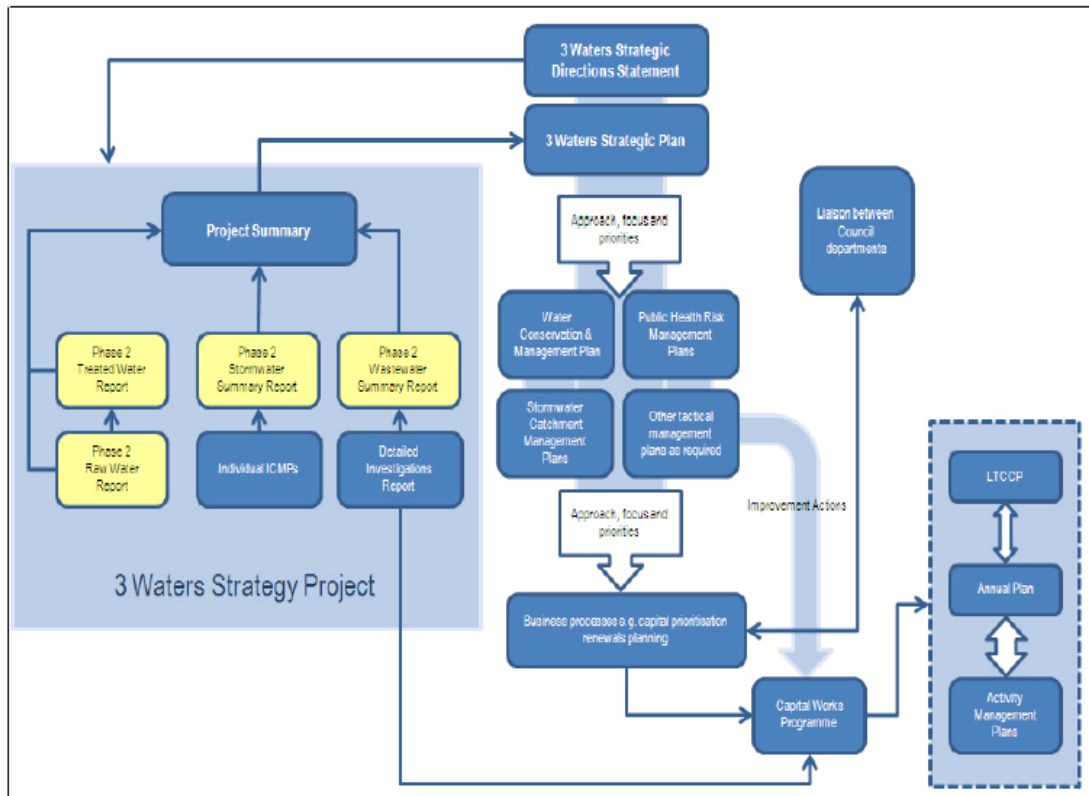 3 Waters Strategic
Directions Statement
3 Waters Strategic Plan
Project Summary
Approach, focus and
priorities
Liaison between
Council
departments
Water
Conservation &
Management Plan
Public Health Risk
Management
Plans
Phase 2
Treated Water
Report
Phase 2
Stormwater
Summary Report
Phase 2
Wastewater
Summary Report
Stormwater
Catchment
Management
Plans
Other tactical
management
plans as required
Phase 2
Raw Water
Report
Individual ICMPs
Detailed
Investigations
Report
LTCCP
Improvement Actions
Approach, focus and
priorities
3 Waters Strategy Project
Annual Plan
Business processes e.g. capital prioritisation
renewals planning
Capital Works
Programme
Activity
Management
Plans